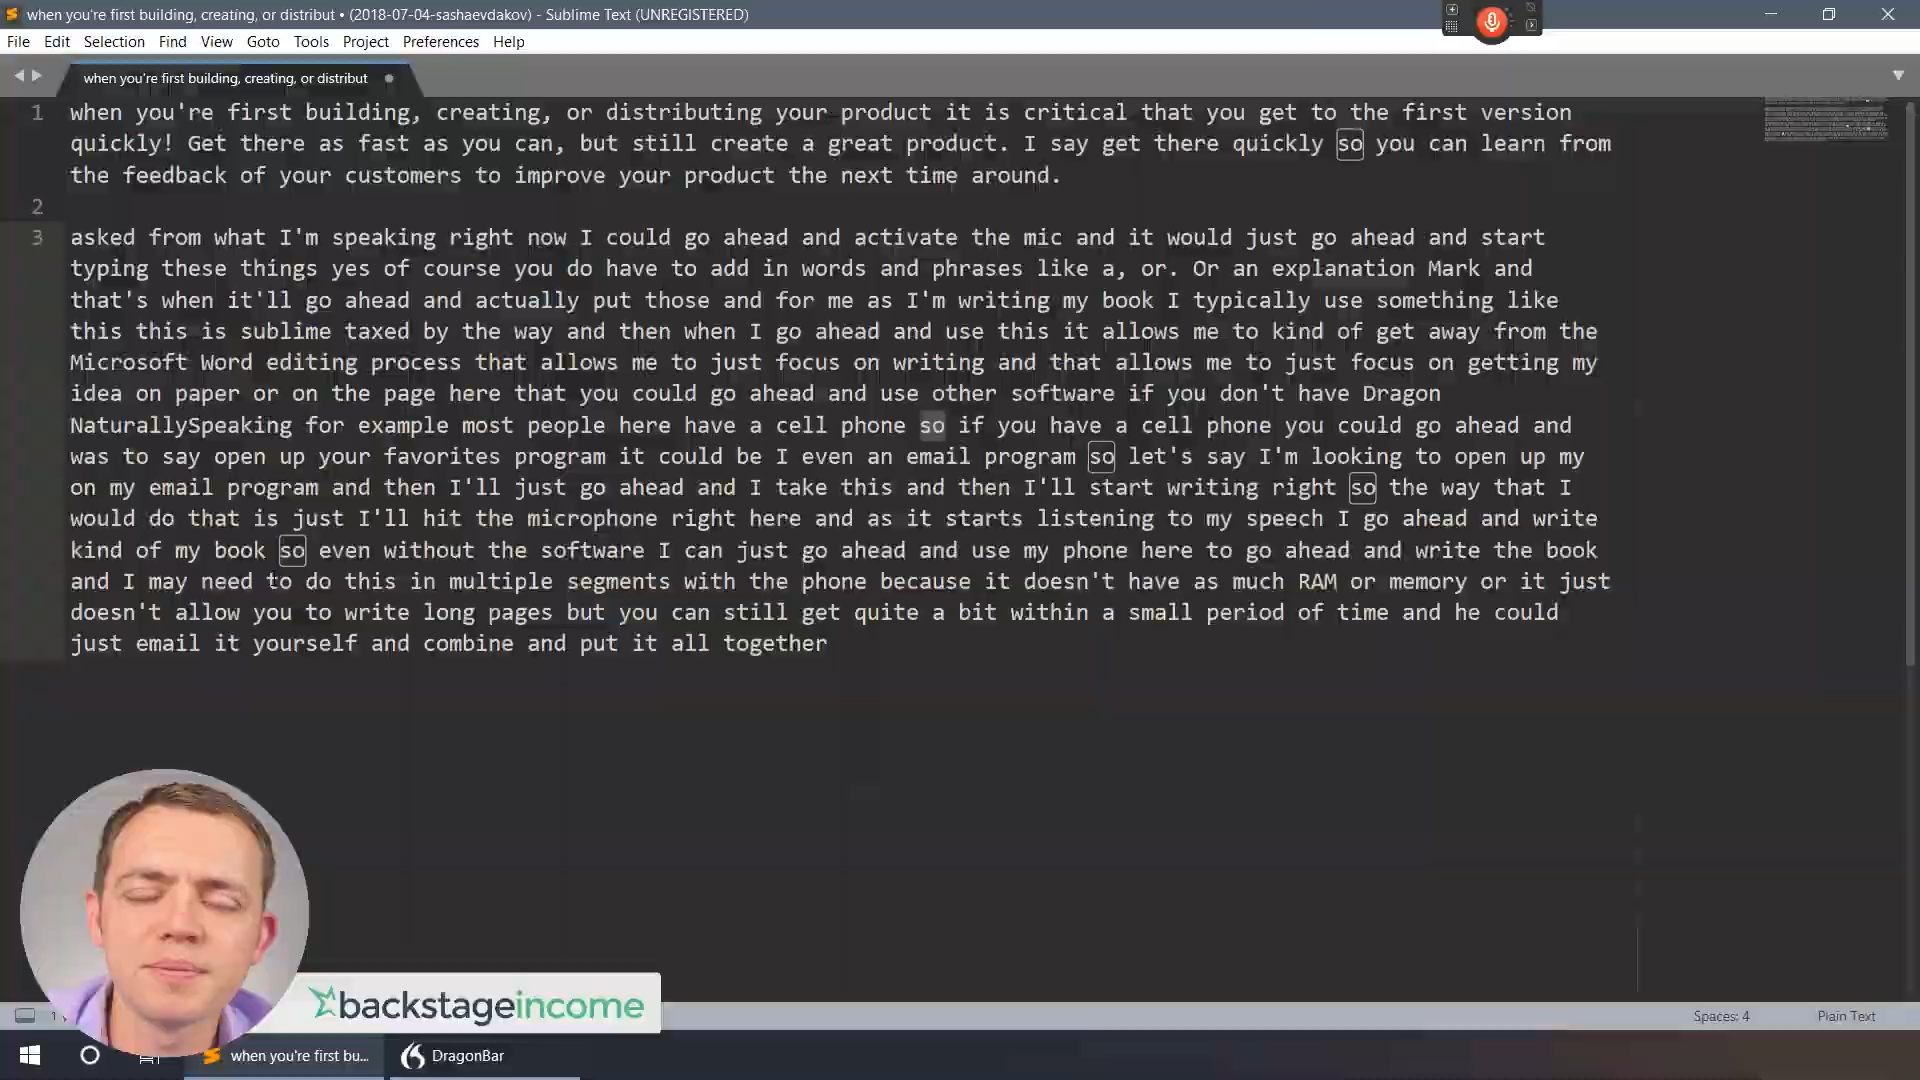 when you're first building, creating, or distribut • (2018-07-04-sashaevdakov) - Sublime Text (UNREGISTERED)
File Edit Selection Find View Goto Tools Project Preferences Help
when you're first building, creating, or distribut
1 when you're first building, creating, or distributing your product it is critical that you get to the first version
quickly! Get there as fast as you can, but still create a great product. I say get there quickly so you can learn from
the feedback of your customers to improve your product the next time around.
2
3 asked from what I'm speaking right now I could go ahead and activate the mic and it would just go ahead and start
typing these things yes of course you do have to add in words and phrases like a, or. Or an explanation Mark and
that's when it'll go ahead and actually put those and for me as I'm writing my book I typically use something like
this this is sublime taxed by the way and then when I go ahead and use this it allows me to kind of get away from the
Microsoft Word editing process that allows me to just focus on writing and that allows me to just focus on getting my
idea on paper or on the page here that you could go ahead and use other software if you don't have Dragon
NaturallySpeaking for example most people here have a cell phone so if you have a cell phone you could go ahead and
was to say open up your favorites program it could be I even an email program so let's say I'm looking to open up my
on my email program and then I'll just go ahead and I take this and then I'll start writing right so the way that I
would do that is just I'll hit the microphone right here and as it starts listening to my speech I go ahead and write
kind of my book so even without the software I can just go ahead and use my phone here to go ahead and write the book
and I may need to do this in multiple segments with the phone because it doesn't have as much RAM or memory or it just
doesn't allow you to write long pages but you can still get quite a bit within a small period of time and he could
just email it yourself and combine and put it all together
backstageincome
1 Spaces: 4 Plain Text
when you're first bu... DragonBar